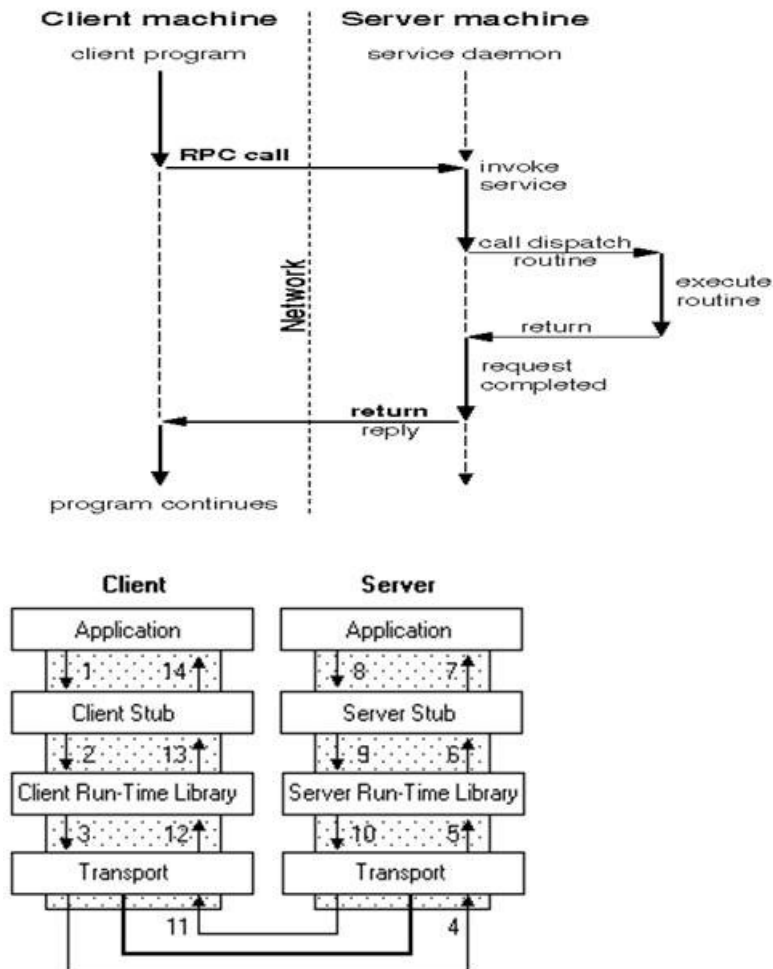 Client machine
Server machine
client program
service daemon
RPC call
invoke
service
call dispatch
routine
execute
routine
Network
return
request
completed
return
reply
program continues
Client
Server
Application
Application
1
14
8
7
Client Stub
Server Stub
2
13
9
6
Client Run-Time Library
Server Run-Time Library
3
12
10
5
Transport
Transport
11
4